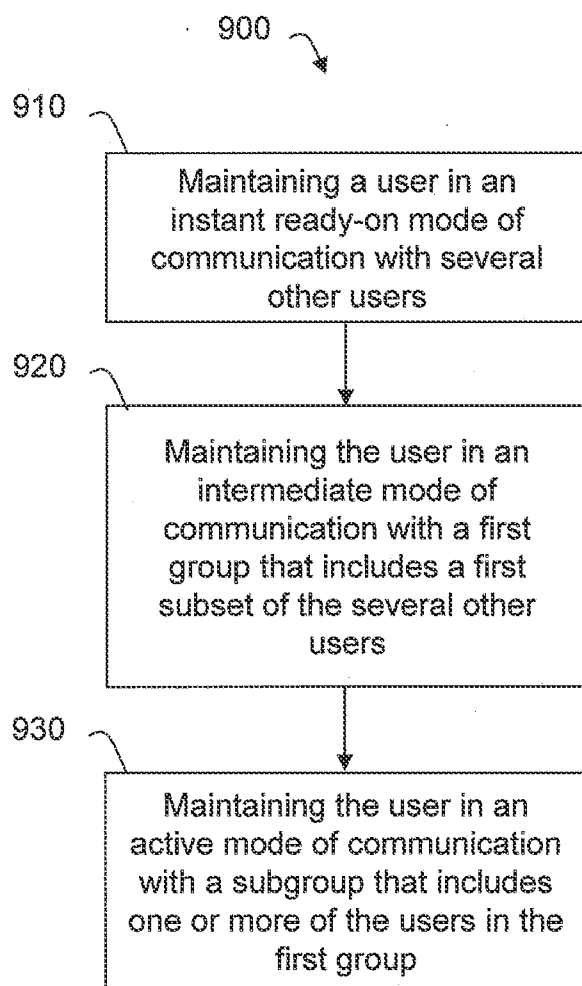 900
910
Maintaining a user in an
instant ready-on mode of
communication with several
other users
920
Maintaining the user in an
intermediate mode of
communication with a first
group that includes a first
subset of the several other
users
930
Maintaining the user in an
active mode of communication
with a subgroup that includes
one or more of the users in the
first group